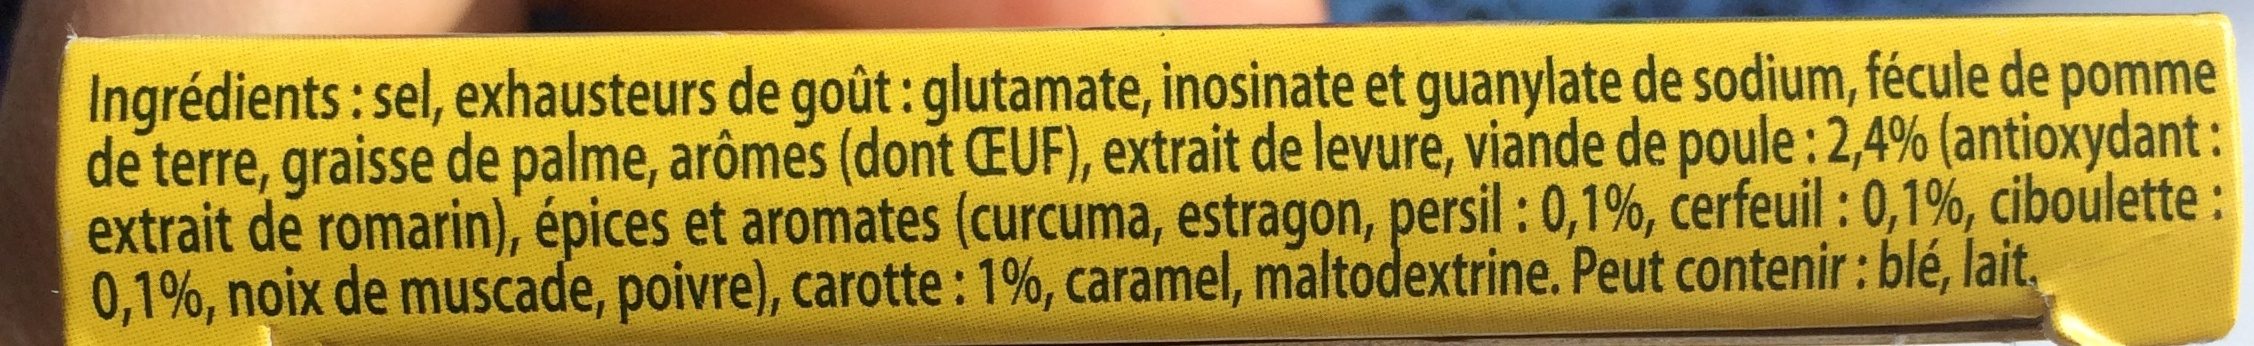 Ingrédients : sel, exhausteurs de goût : glutamate, inosinate et guanylate de sodium, fécule de pomme
de terre, graisse de palme, arômes (dont ŒUF), extrait de levure, viande de poule : 2,4% (antioxydant :
extrait de romarin), épices et aromates (curcuma, estragon, persil : 0,1%, cerfeuil : 0,1%, ciboulette :
0,1%, noix de muscade, poivre), carotte : 1%, caramel, maltodextrine. Peut contenir : blé, lait.